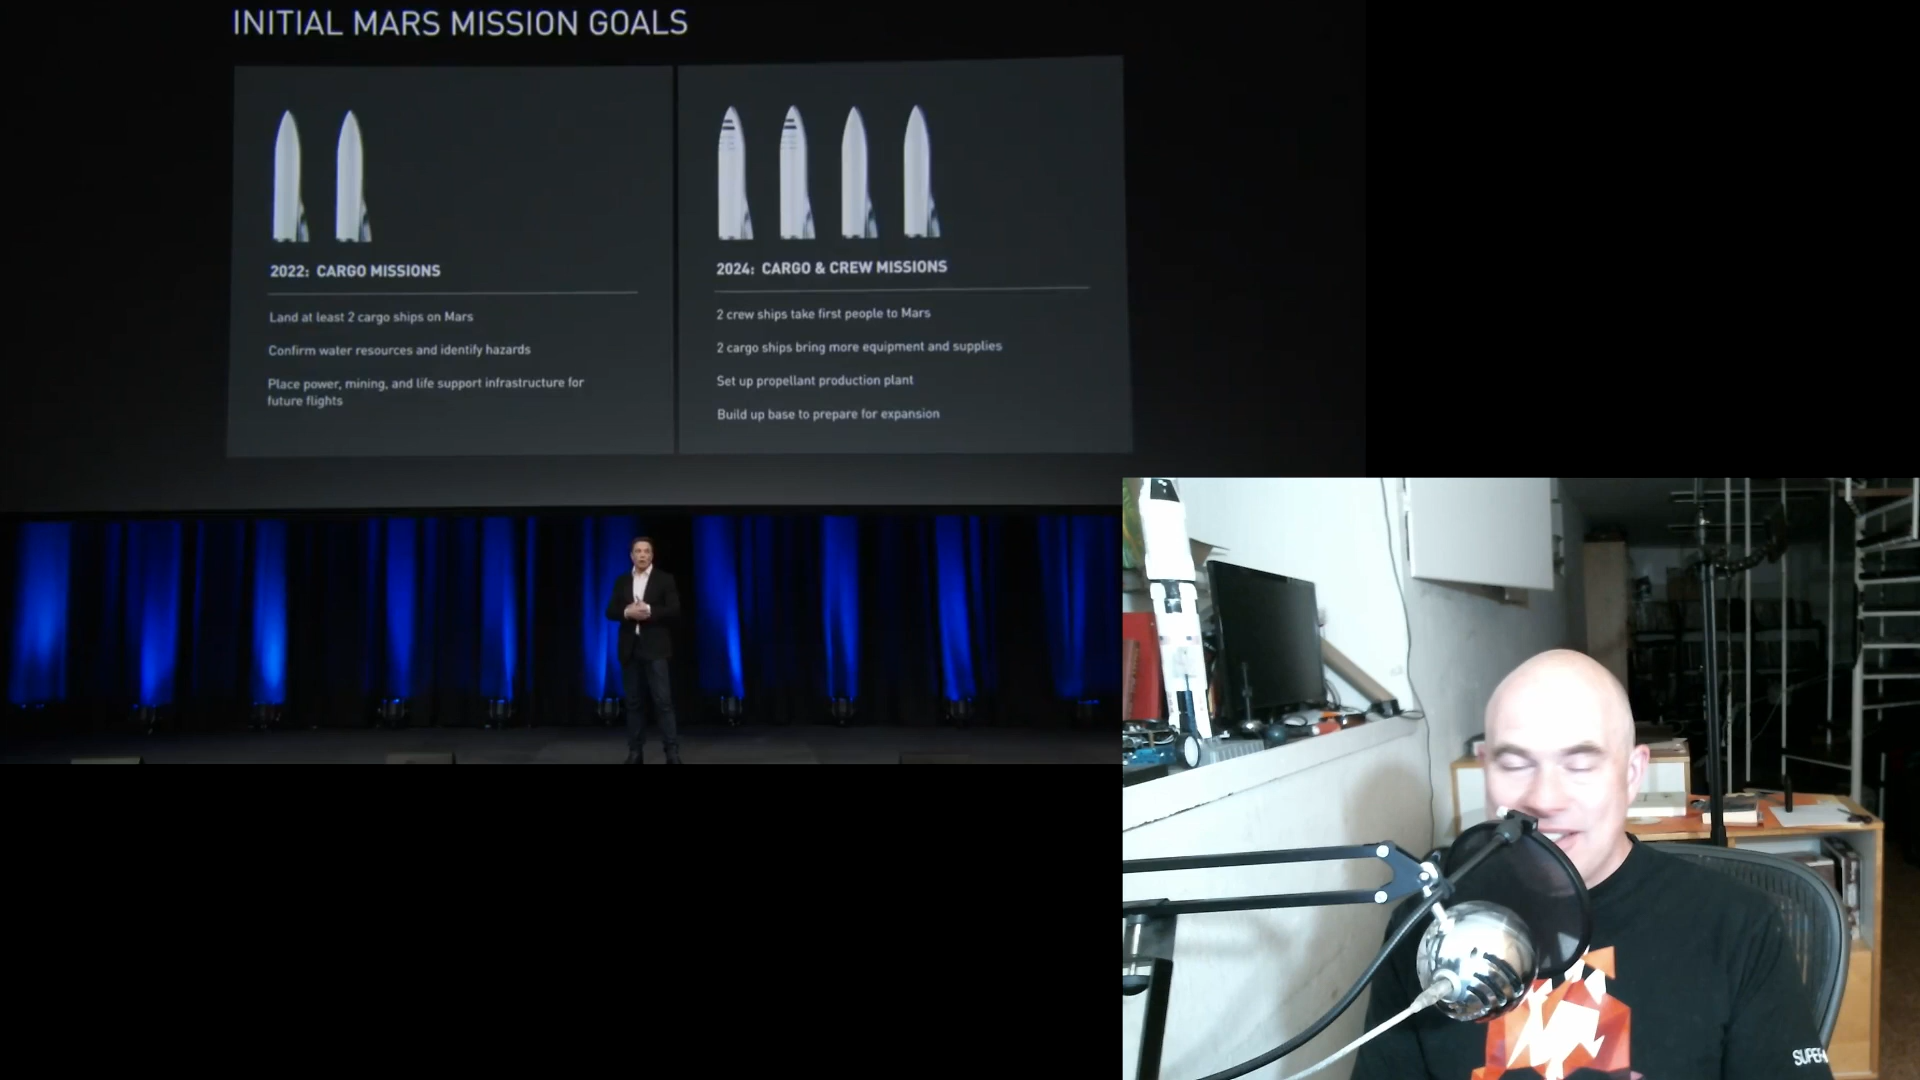 INITIAL MARS MISSION GOALS
2022: CARGO MISSIONS
Land at least 2 cargo ships on Mars
Confirm water resources and identify hazards
Place power, mining, and life support infrastructure for
future flights
2024: CARGO & CREW MISSIONS
2 crew ships take first people to Mars
2 cargo ships bring more equipment and supplies
Set up propellant production plant
Build up base to prepare for expansion